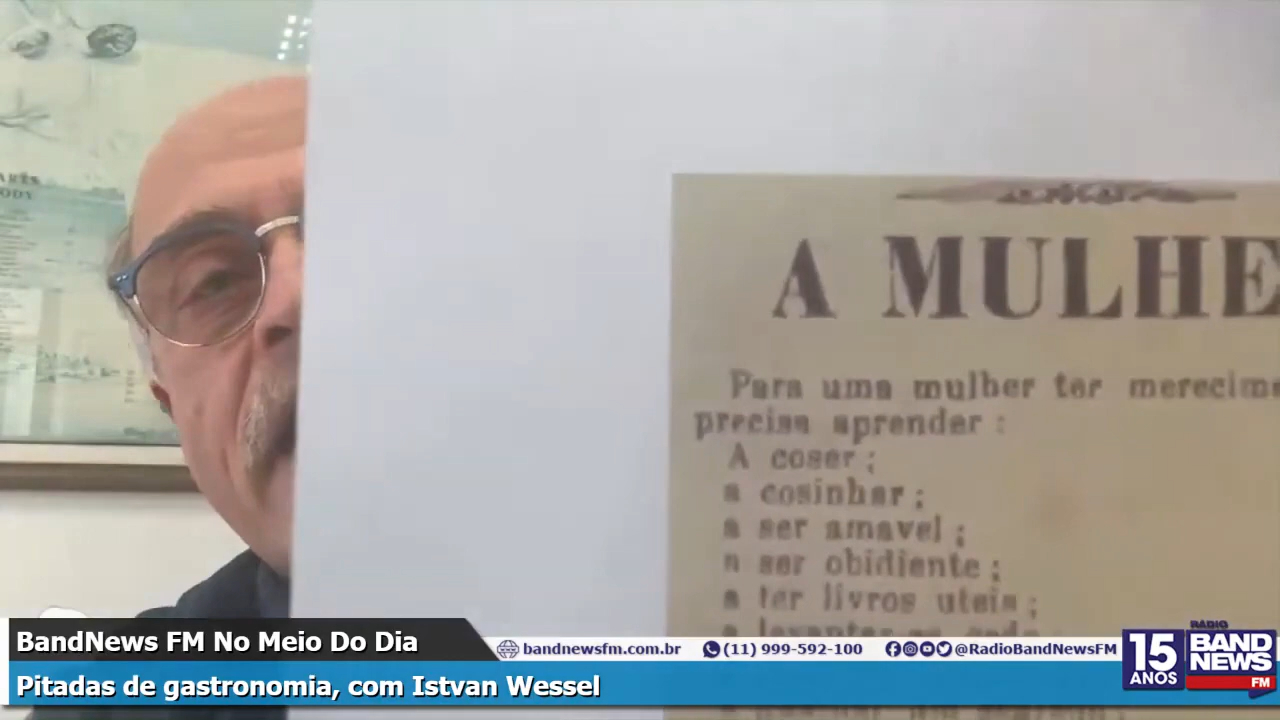 A MULHE
Para uma mulher ter merecim
precisa aprender :
A coser ;
a cosinhar ;
a ser amavel ;
a ser obidiente ;
a ter livros uteis ;
BandNews FM No Meio Do Dia
bandnewsfm.com.br
(11) 999-592-100
@RadioBandNewsFM
Pitadas de gastronomia, com Istvan Wessel
15
ANOS
RÁDIO
BAND
NEWS
FM